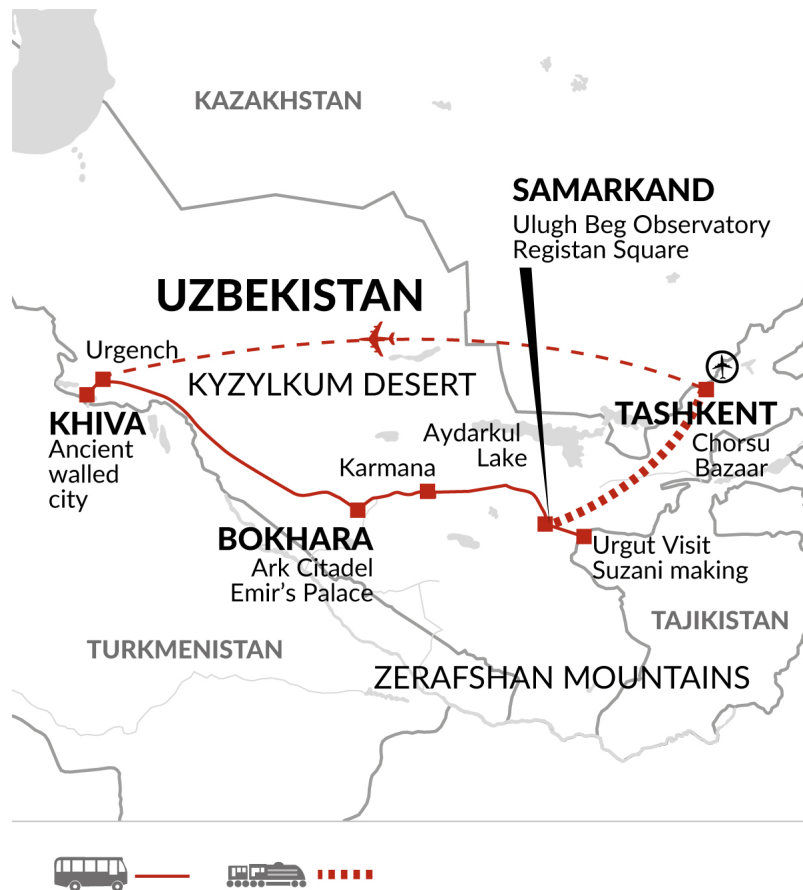 KAZAKHSTAN
SAMARKAND
Ulugh Beg Observatory
Registan Square
UZBEKISTAN
Urgench
KYZYLKUM DESERT
KHIVA
Ancient
walled
city
TASHKENT
Chorsu
Bazaar
Aydarkul
Lake
Karmana
BOKHARA
Ark Citadel
Emir's Palace
Urgut Visit
Suzani making
TAJIKISTAN
TURKMENISTAN
ZERAFSHAN MOUNTAINS